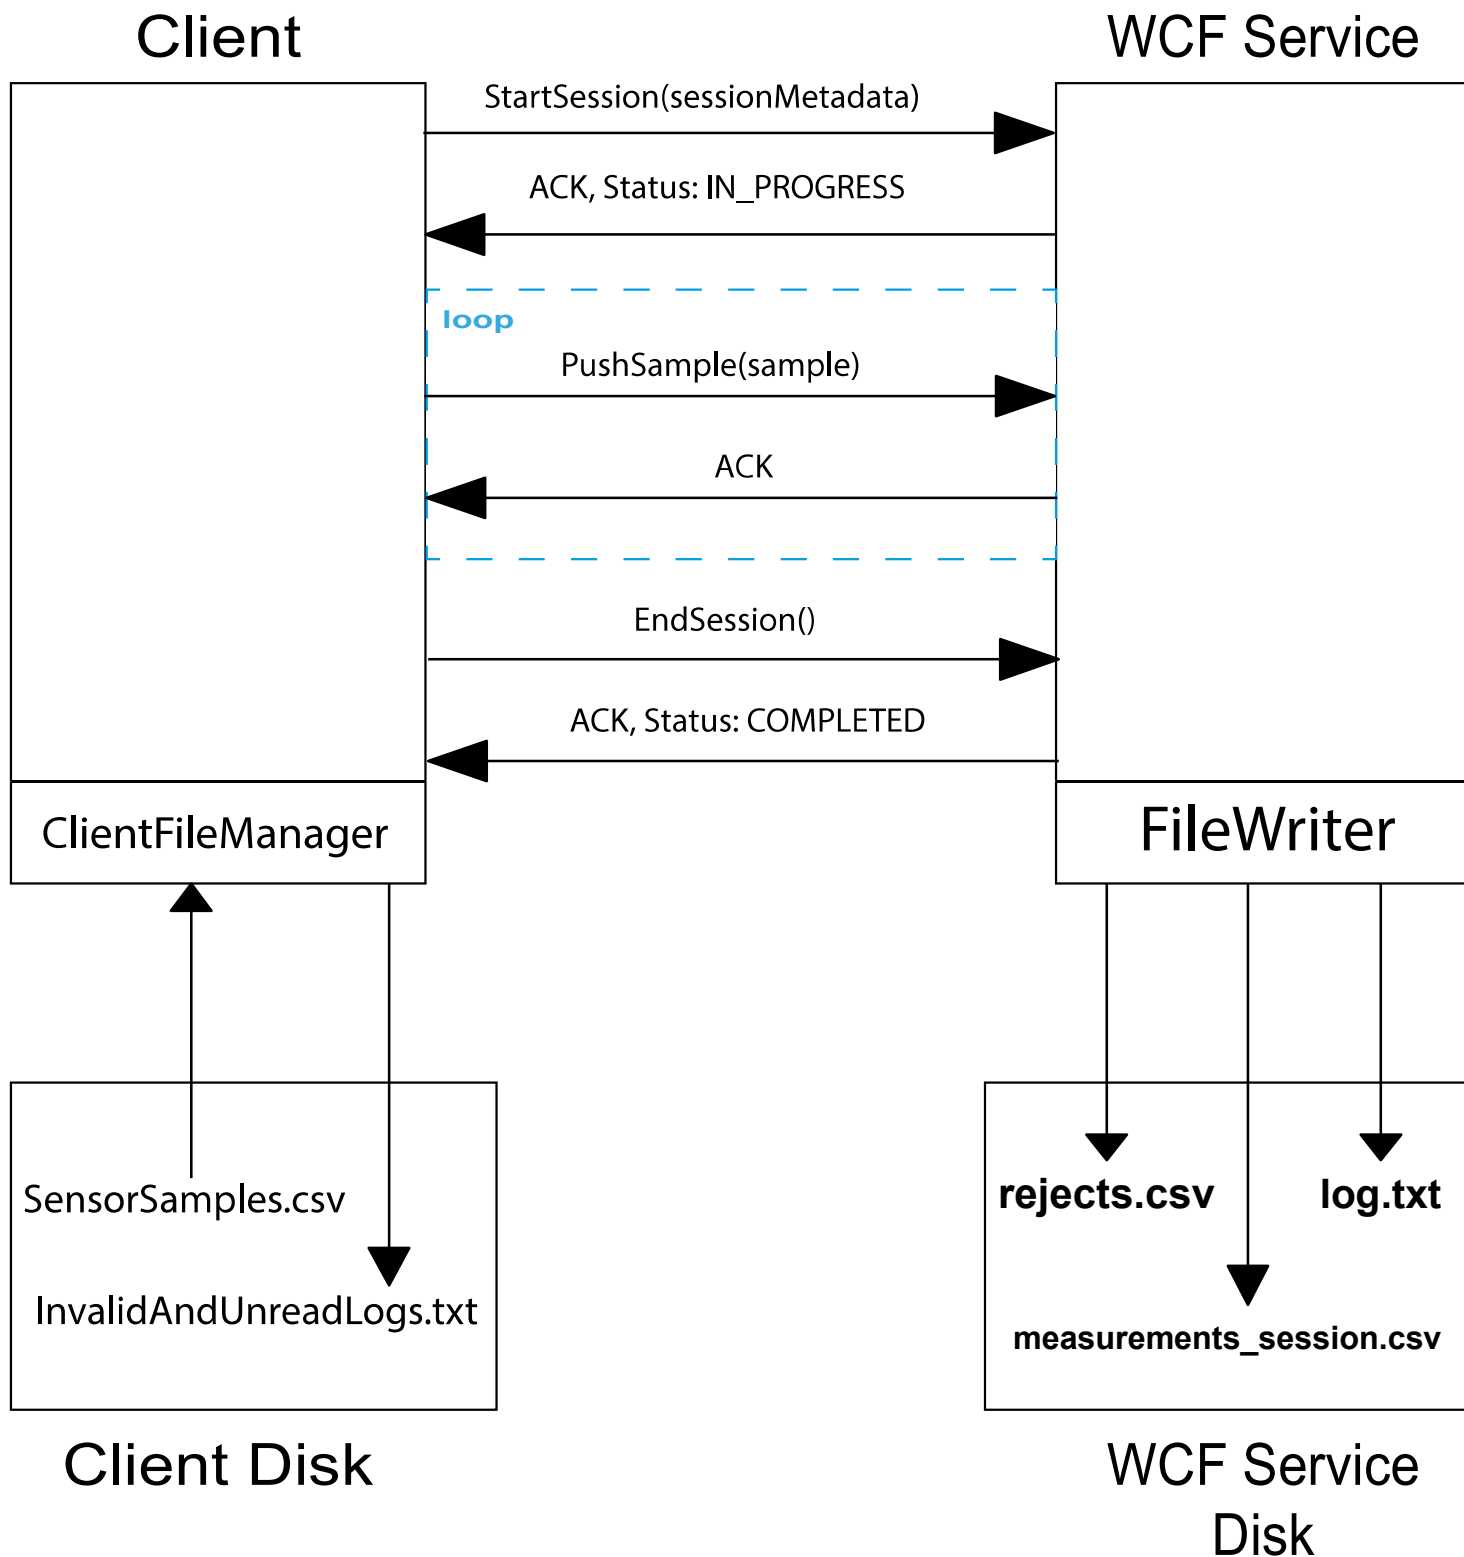 Client
WCF Service
StartSession(sessionMetadata)
ACK, Status: IN_PROGRESS
loop
PushSample(sample)
ACK
EndSession()
ACK, Status: COMPLETED
ClientFileManager
FileWriter
SensorSamples.csv
InvalidAndUnreadLogs.txt
rejects.csv
log.txt
measurements_session.csv
Client Disk
WCF Service
Disk